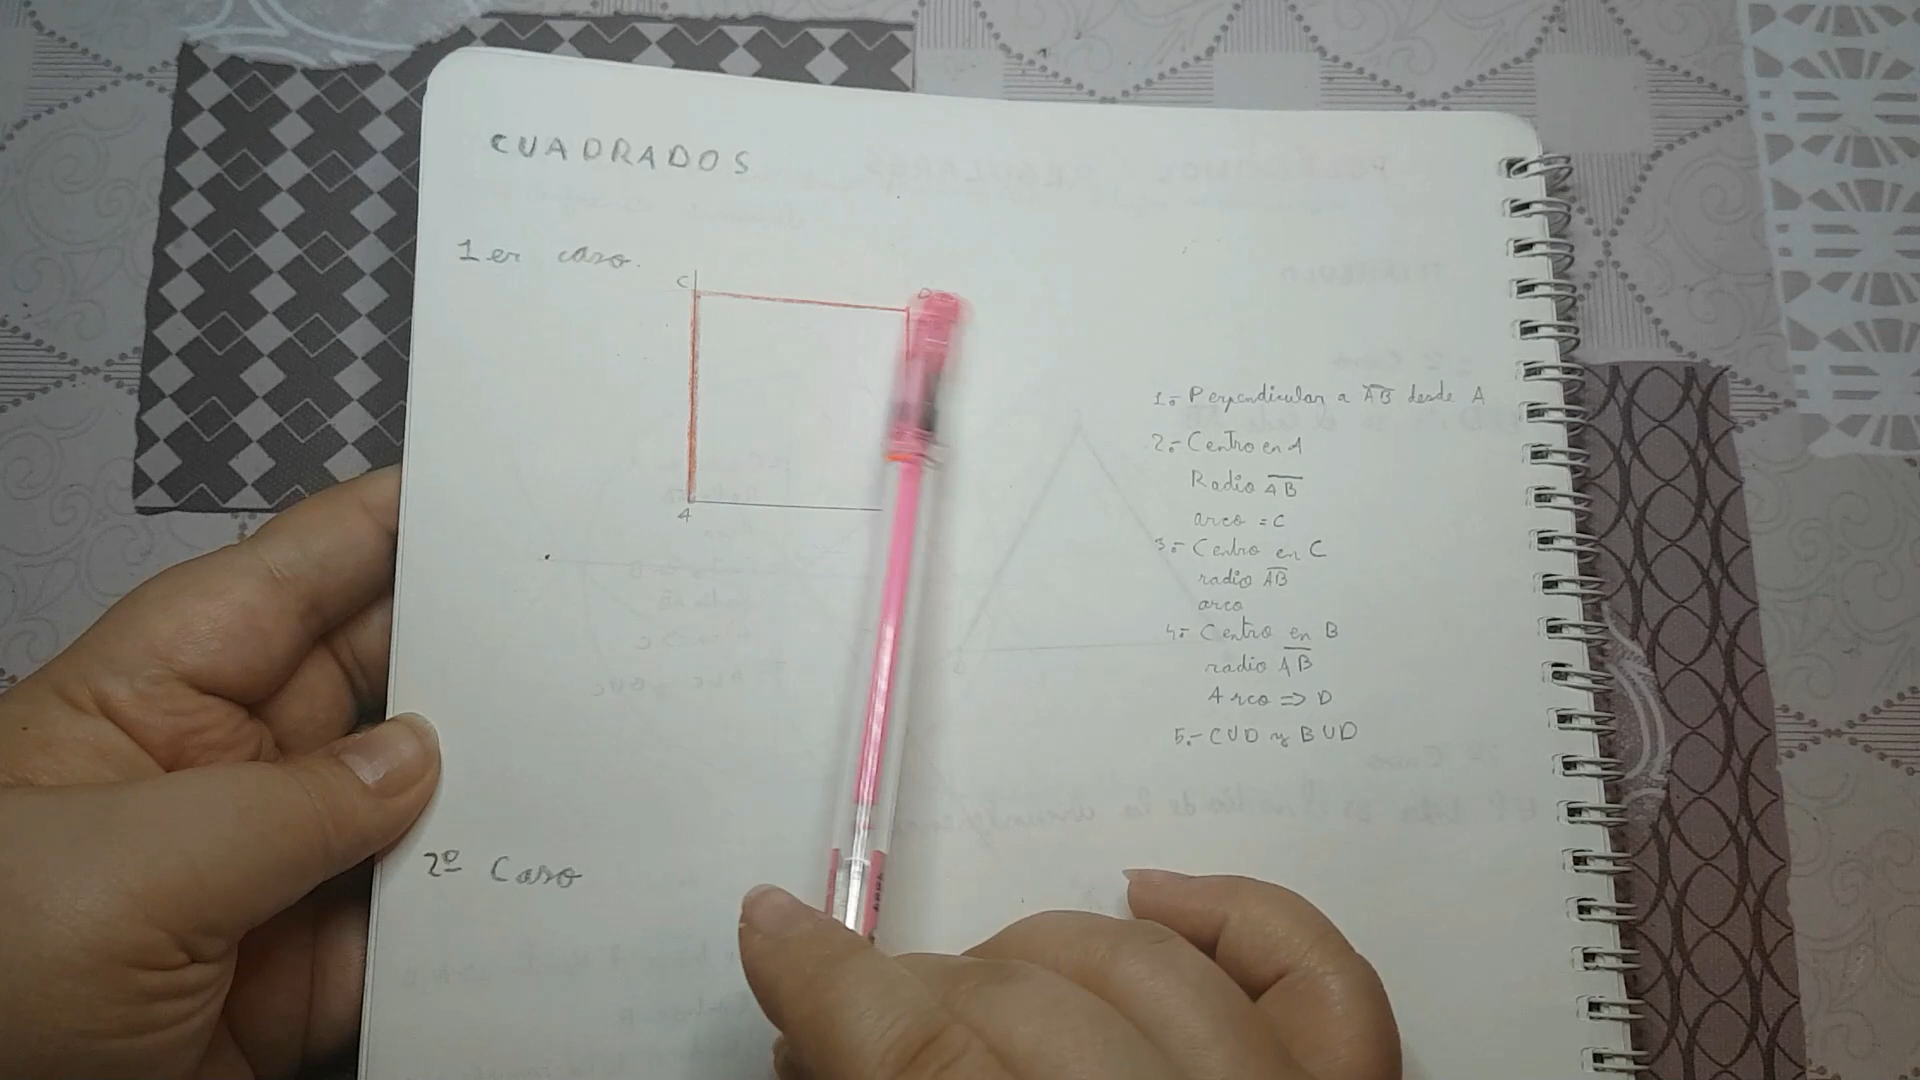 CUADRADOS
1er caso.
C
D
A
1.- Perpendicular a AB desde A
2.- Centro en A
Radio AB
arco = C
3.- Centro en C
radio AB
arco
4.- Centro en B
radio AB
Arco => D
5.- CUD y BUD
2º Caso